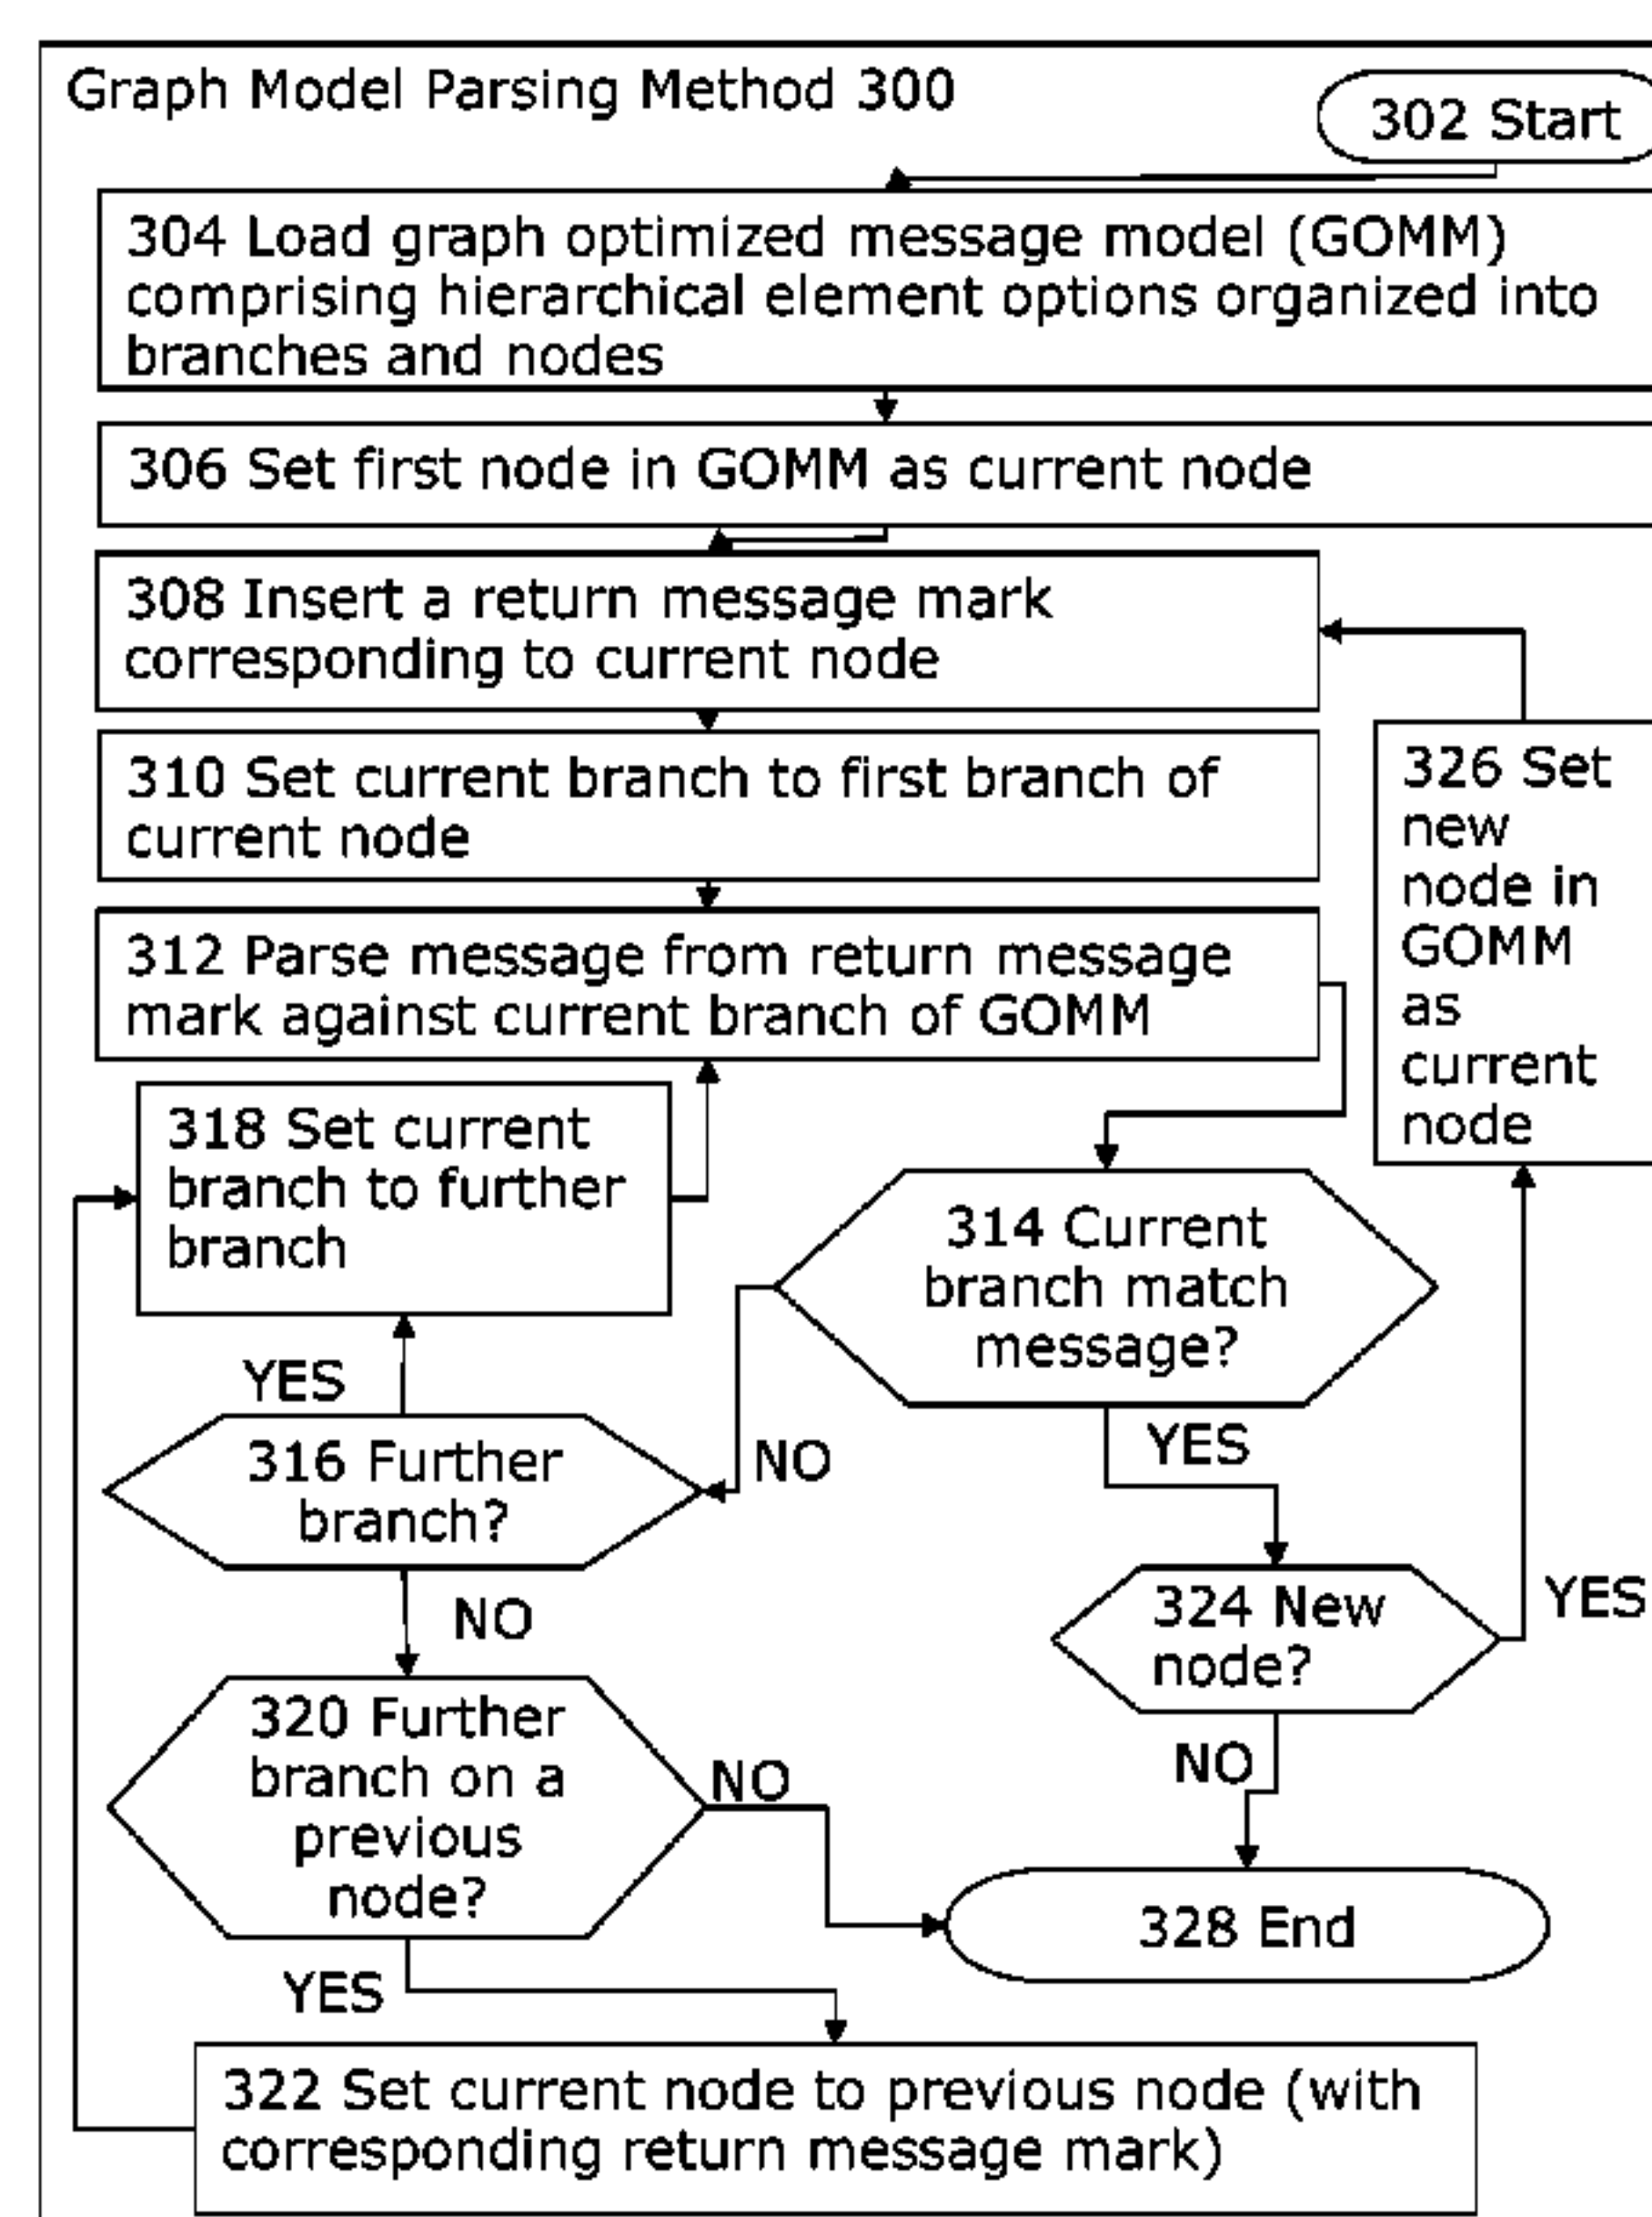 Graph Model Parsing Method 300
302 Start
304 Load graph optimized message model (GOMM)
comprising hierarchical element options organized into
branches and nodes
306 Set first node in GOMM as current node
308 Insert a return message mark
corresponding to current node
310 Set current branch to first branch of
current node
312 Parse message from return message
mark against current branch of GOMM
326 Set
new
node in
GOMM
as
current
node
318 Set current
branch to further
branch
314 Current
branch match
message?
YES
316 Further
branch?
NO
YES
NO
324 New
node?
YES
320 Further
branch on a
previous
node?
NO
NO
328 End
YES
322 Set current node to previous node (with
corresponding return message mark)